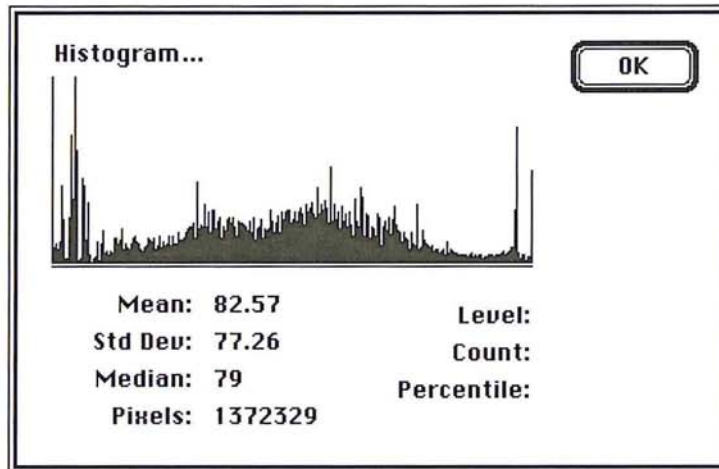 Histogram...
OK
Mean: 82.57
Std Dev: 77.26
Median: 79
Pixels: 1372329
Level:
Count:
Percentile: